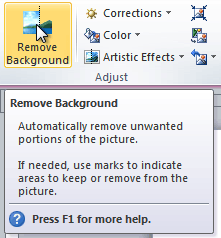 Remove
Background
Corrections
Color
Artistic Effects
Adjust
Remove Background
Automatically remove unwanted
portions of the picture.
If needed, use marks to indicate
areas to keep or remove from the
picture.
Press F1 for more help.